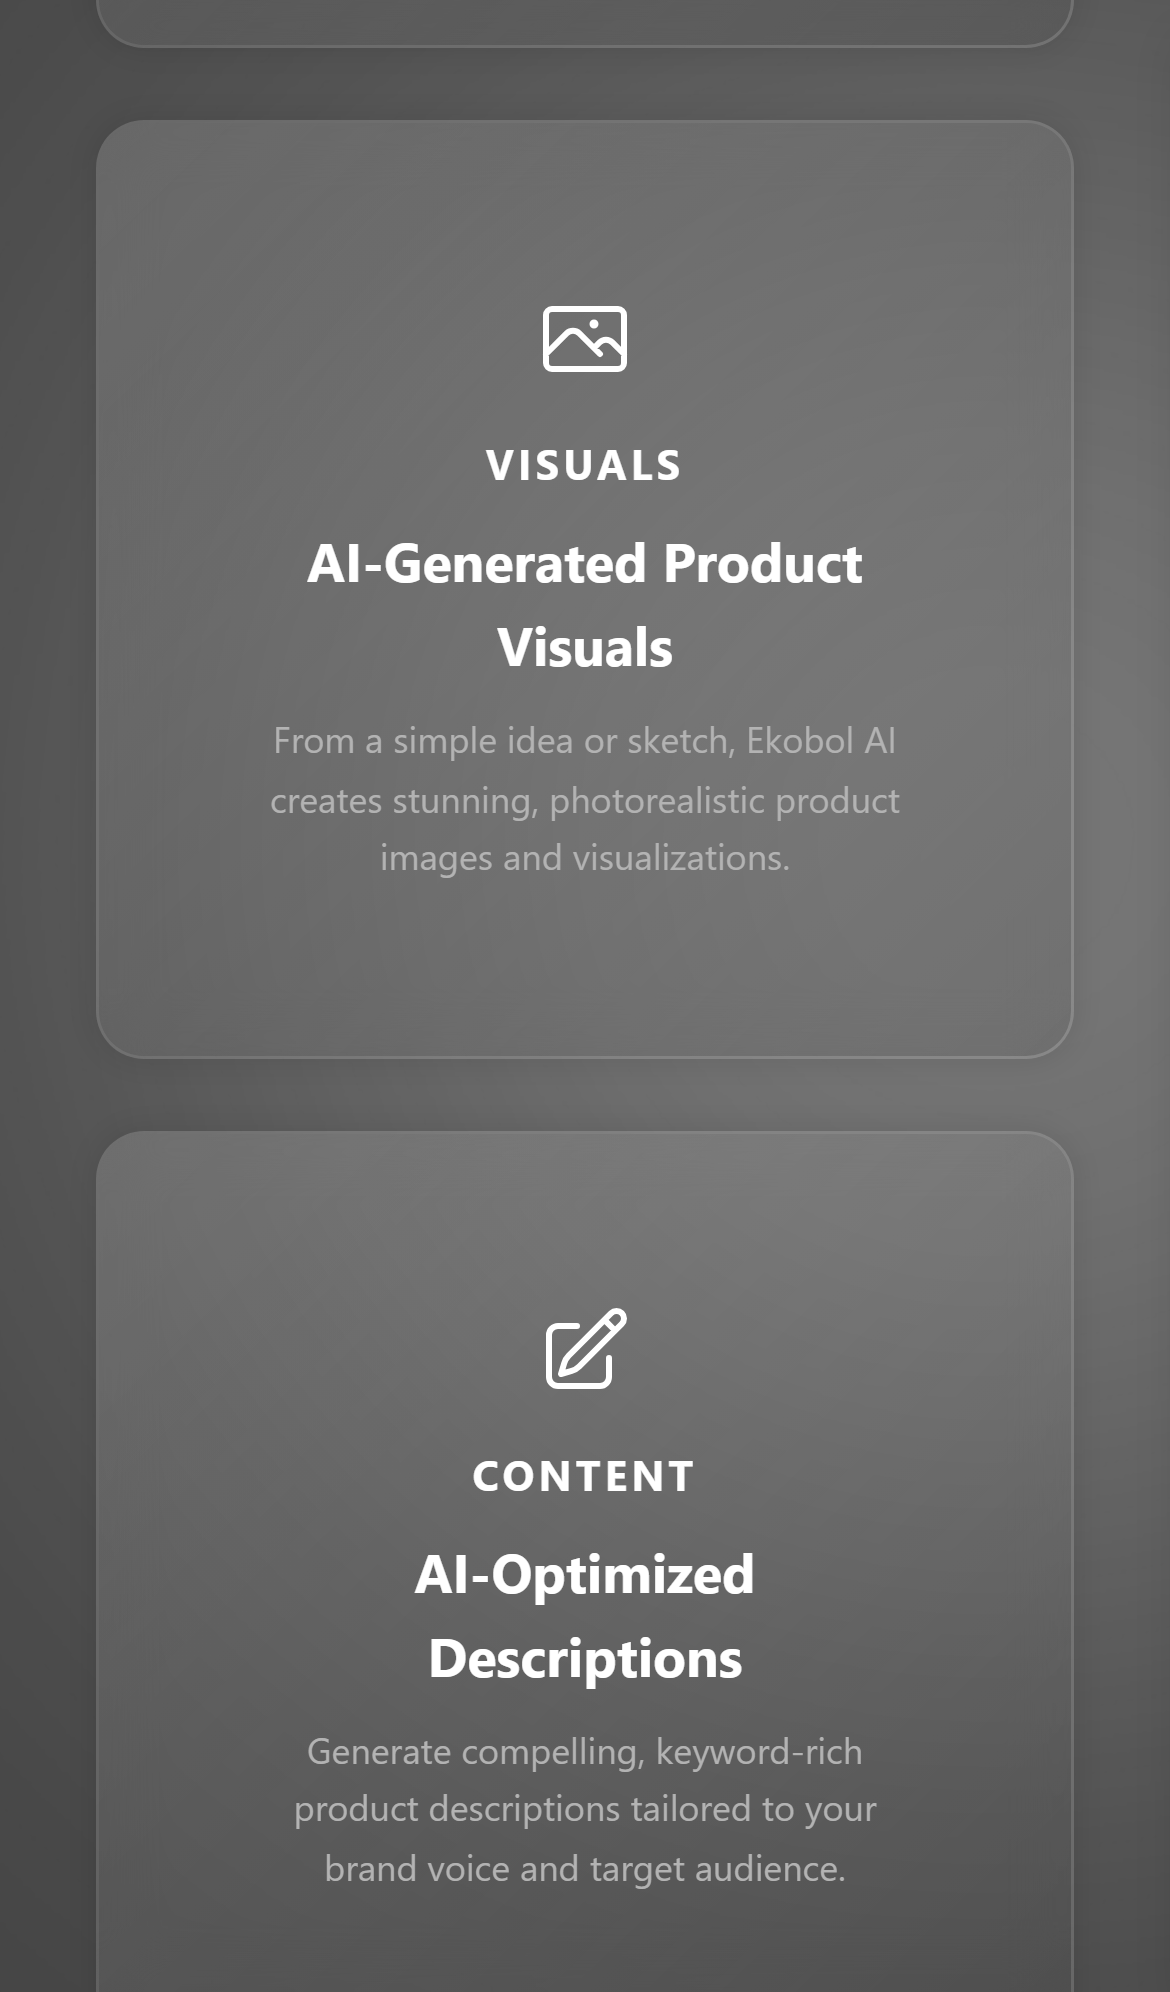 VISUALS
AI-Generated Product
Visuals
From a simple idea or sketch, Ekobol AI
creates stunning, photorealistic product
images and visualizations.
CONTENT
AI-Optimized
Descriptions
Generate compelling, keyword-rich
product descriptions tailored to your
brand voice and target audience.